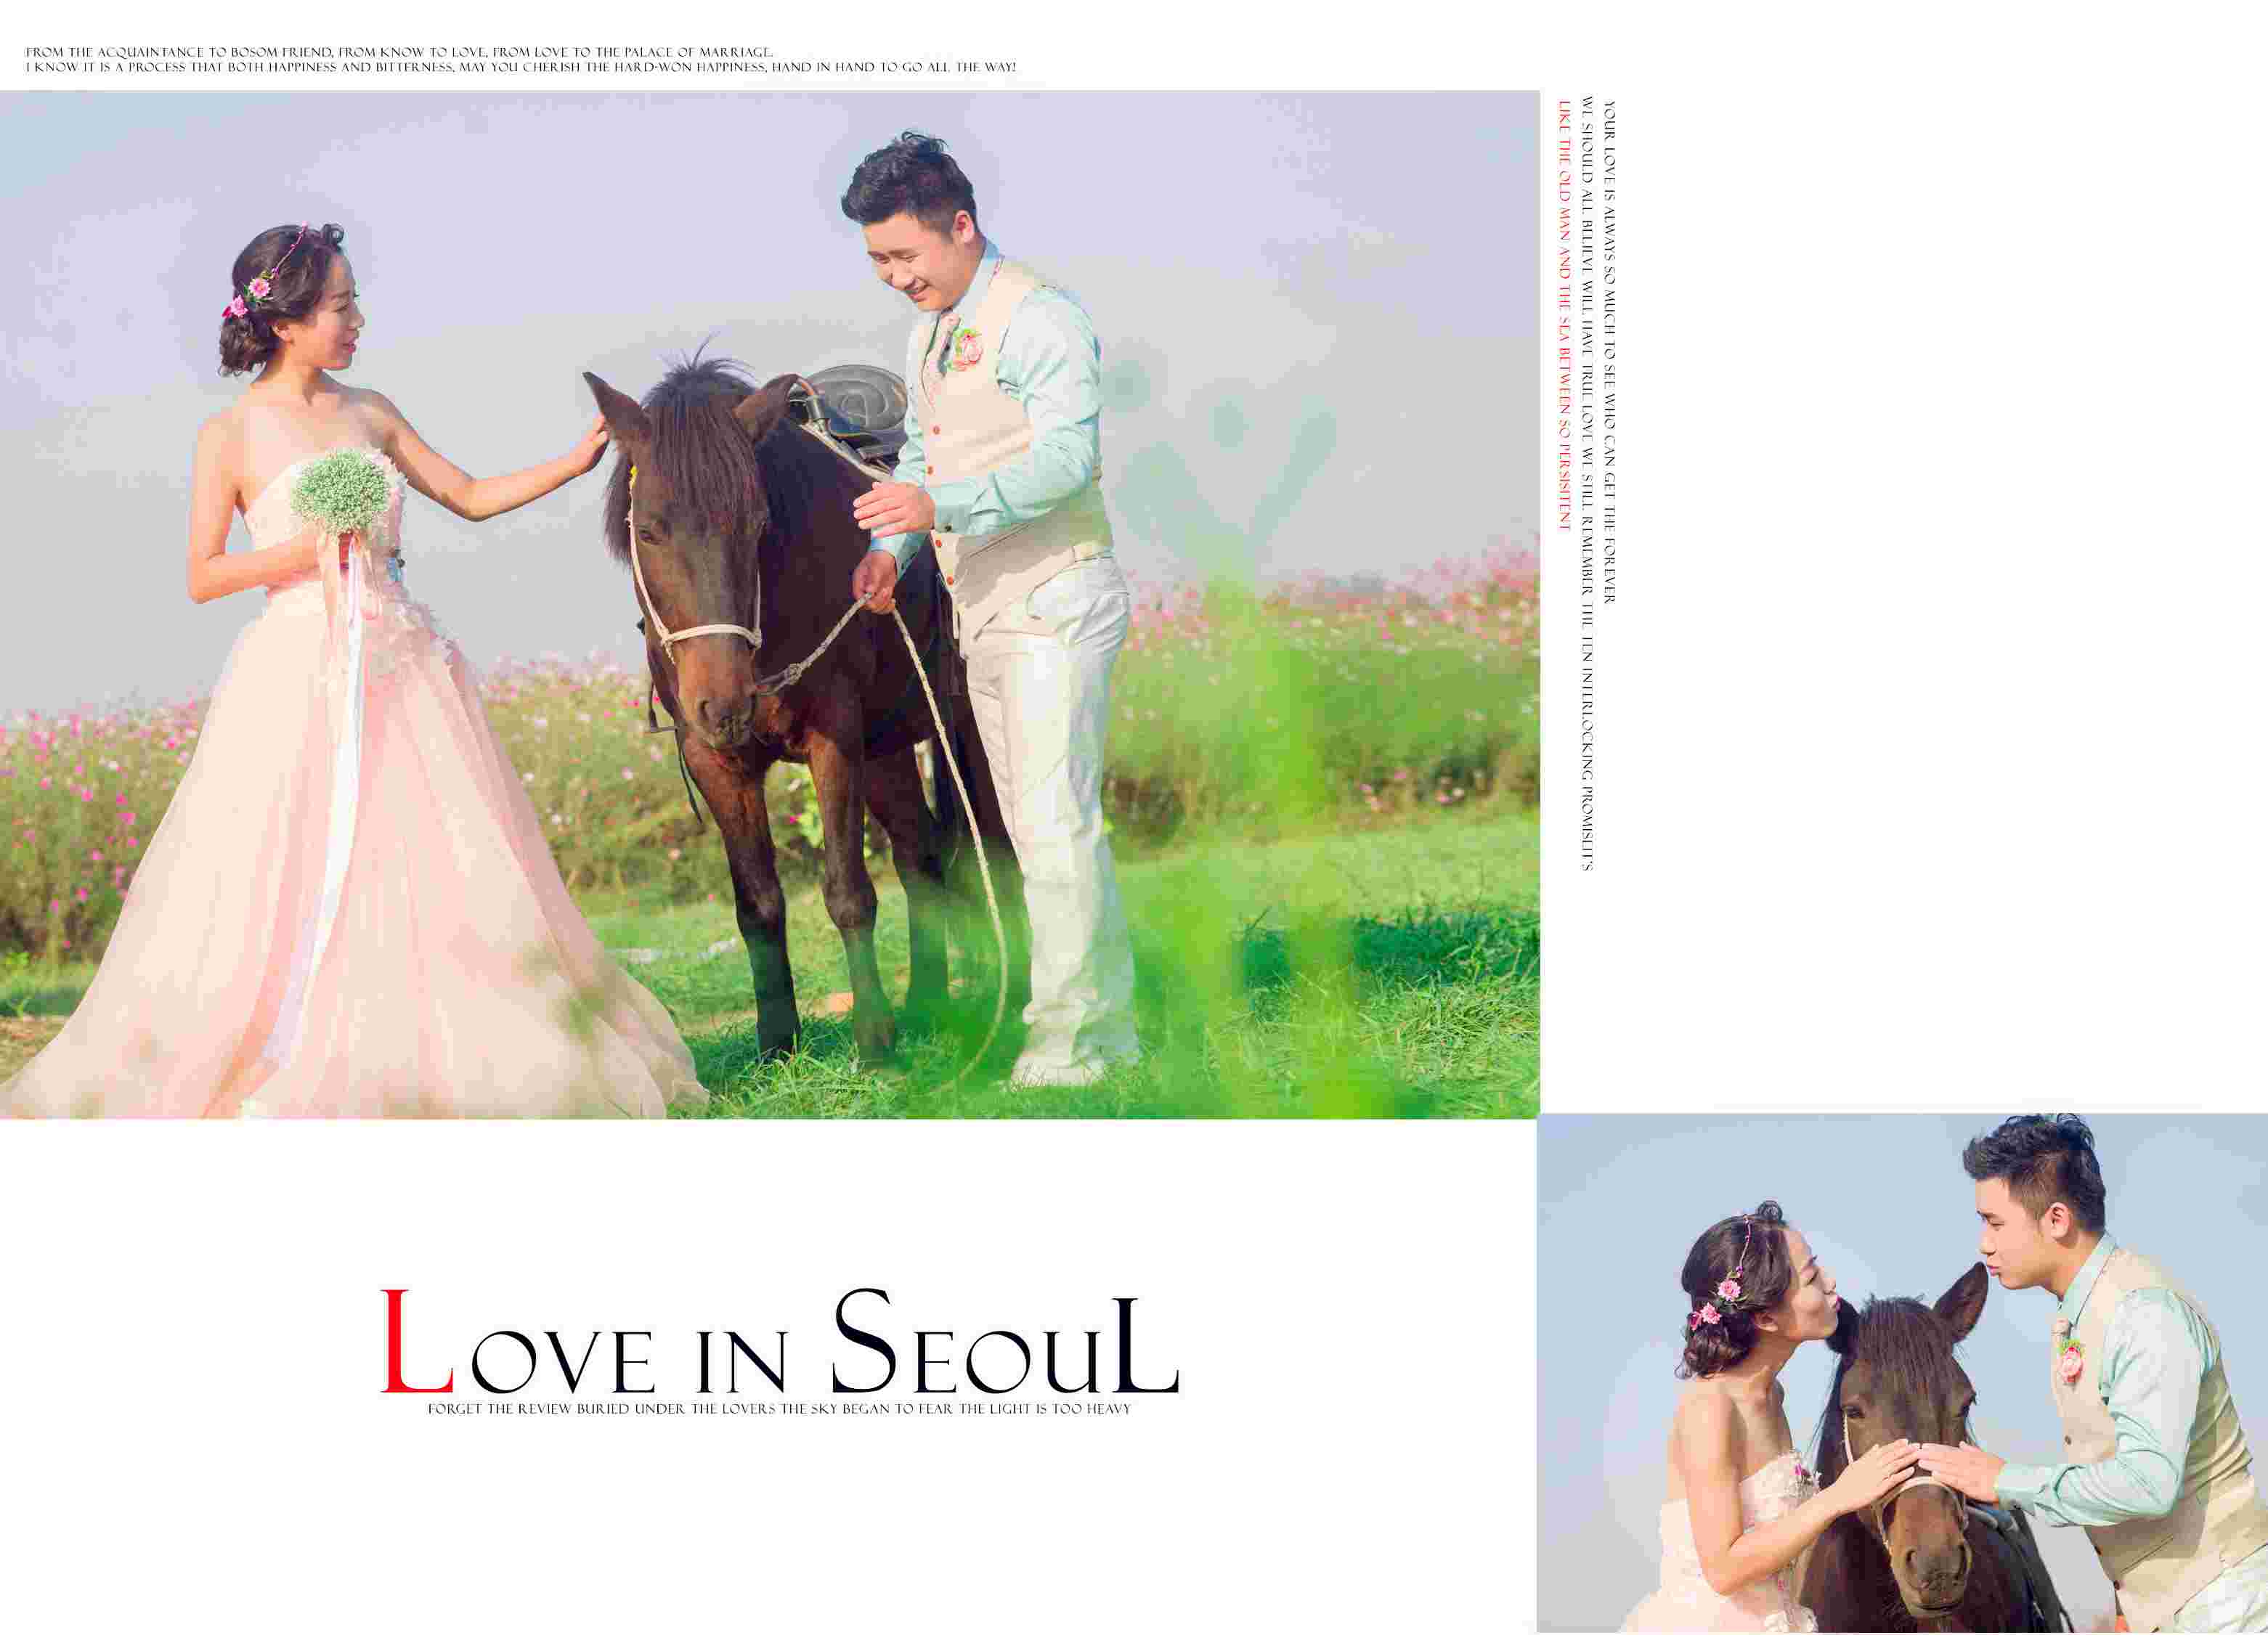 FROM THE ACQUAINTANCE TO BOSOM FRIEND, FROM KNOW TO LOVE, FROM LOVE TO THE PALACE OF MARRIAGE.
I KNOW IT IS A PROCESS THAT BOTH HAPPINESS AND BITTERNESS, MAY YOU CHERISH THE HARD-WON HAPPINESS, HAND IN HAND TO GO ALL THE WAY!
YOUR LOVE IS ALWAYS SO MUCH TO SEE WHO CAN GET THE FOREVER
WE SHOULD ALL BELIEVE WILL HAVE TRUE LOVE WE STILL REMEMBER THE TEN INTERLOCKING PROMISEIT'S
LIKE THE OLD MAN AND THE SEA BETWEEN SO PERSISITENT
LOVE IN SEOUL
FORGET THE REVIEW BURIED UNDER THE LOVERS THE SKY BEGAN TO FEAR THE LIGHT IS TOO HEAVY